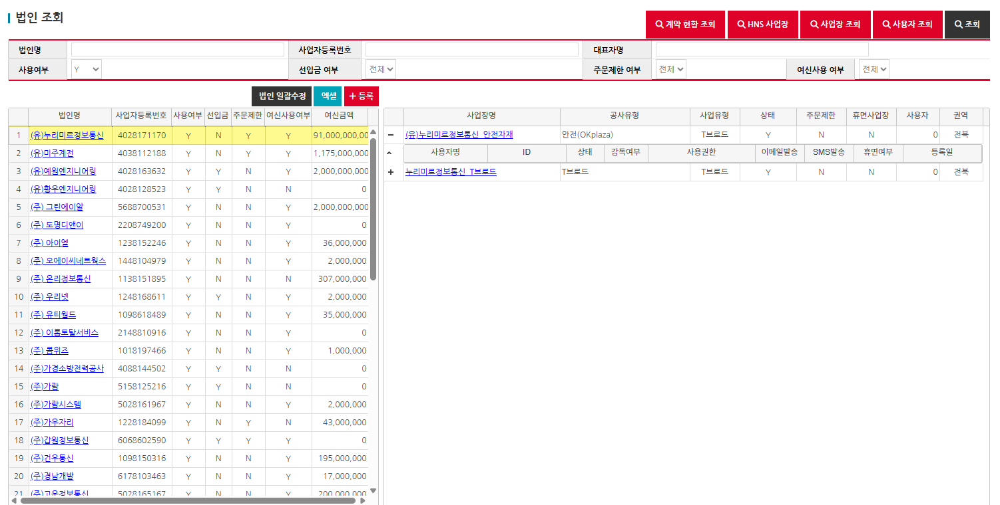 법인 조회
계약 현황 조회 HNS 사업장 사업장 조회 사용자 조회 조회
법인명 사업자등록번호 대표자명
사용여부 Y 선입금 여부 전체 주문제한 여부 전체 여신사용 여부 전체
법인 일괄수정 엑셀 + 등록
법인명 사업자등록번호 사용여부 선입금 주문제한 여신사용여부 여신금액
1 (유)누리미르정보통신 4028171170 Y N Y Y 91,000,000,00
2 (유)미주계전 4038112188 Y N Y Y 1,175,000,000
3 (유)예원엔지니어링 4028163632 Y Y N Y 2,000,000,000
4 (유)황우엔지니어링 4028128523 Y Y N N 0
5 (주) 그린에이알 5688700531 Y N N Y 2,000,000,000
6 (주) 도명디앤이 2208749200 Y N N Y 0
7 (주) 아이엘 1238152246 Y N N Y 36,000,000
8 (주) 오에이씨네트웍스 1448104979 Y N N Y 2,000,000
9 (주) 온리정보통신 1138151895 Y N N N 307,000,000
10 (주) 우리넷 1248168611 Y Y N Y 2,000,000
11 (주) 유티월드 1098618489 Y N N Y 35,000,000
12 (주) 이롬토탈서비스 2148810916 Y N N Y 0
13 (주) 콤위즈 1018197466 Y N N Y 1,000,000
14 (주)가경소방전력공사 4088144502 Y Y N N 0
15 (주)가람 5158125216 Y Y N N 0
16 (주)가람시스템 5028161967 Y N N Y 2,000,000
17 (주)가우자리 1228184099 Y N Y N 43,000,000
18 (주)갑원정보통신 6068602590 Y Y Y Y 0
19 (주)건우통신 1098150316 Y N N Y 195,000,000
20 (주)경남개발 6178103463 Y N N Y 17,000,000
21 (주)고운정보통신 5028165167 Y N N Y 200,000,000
사업장명 공사유형 사업유형 상태 주문제한 휴면사업장 사용자 권역
(유)누리미르정보통신_안전자재 안전(OKplaza) T브로드 Y N N 0 전북
사용자명 ID 상태 감독여부 사용권한 이메일발송 SMS발송 휴면여부 등록일
+ 누리미르정보통신_T브로드 T브로드 T브로드 Y N N 0 전북